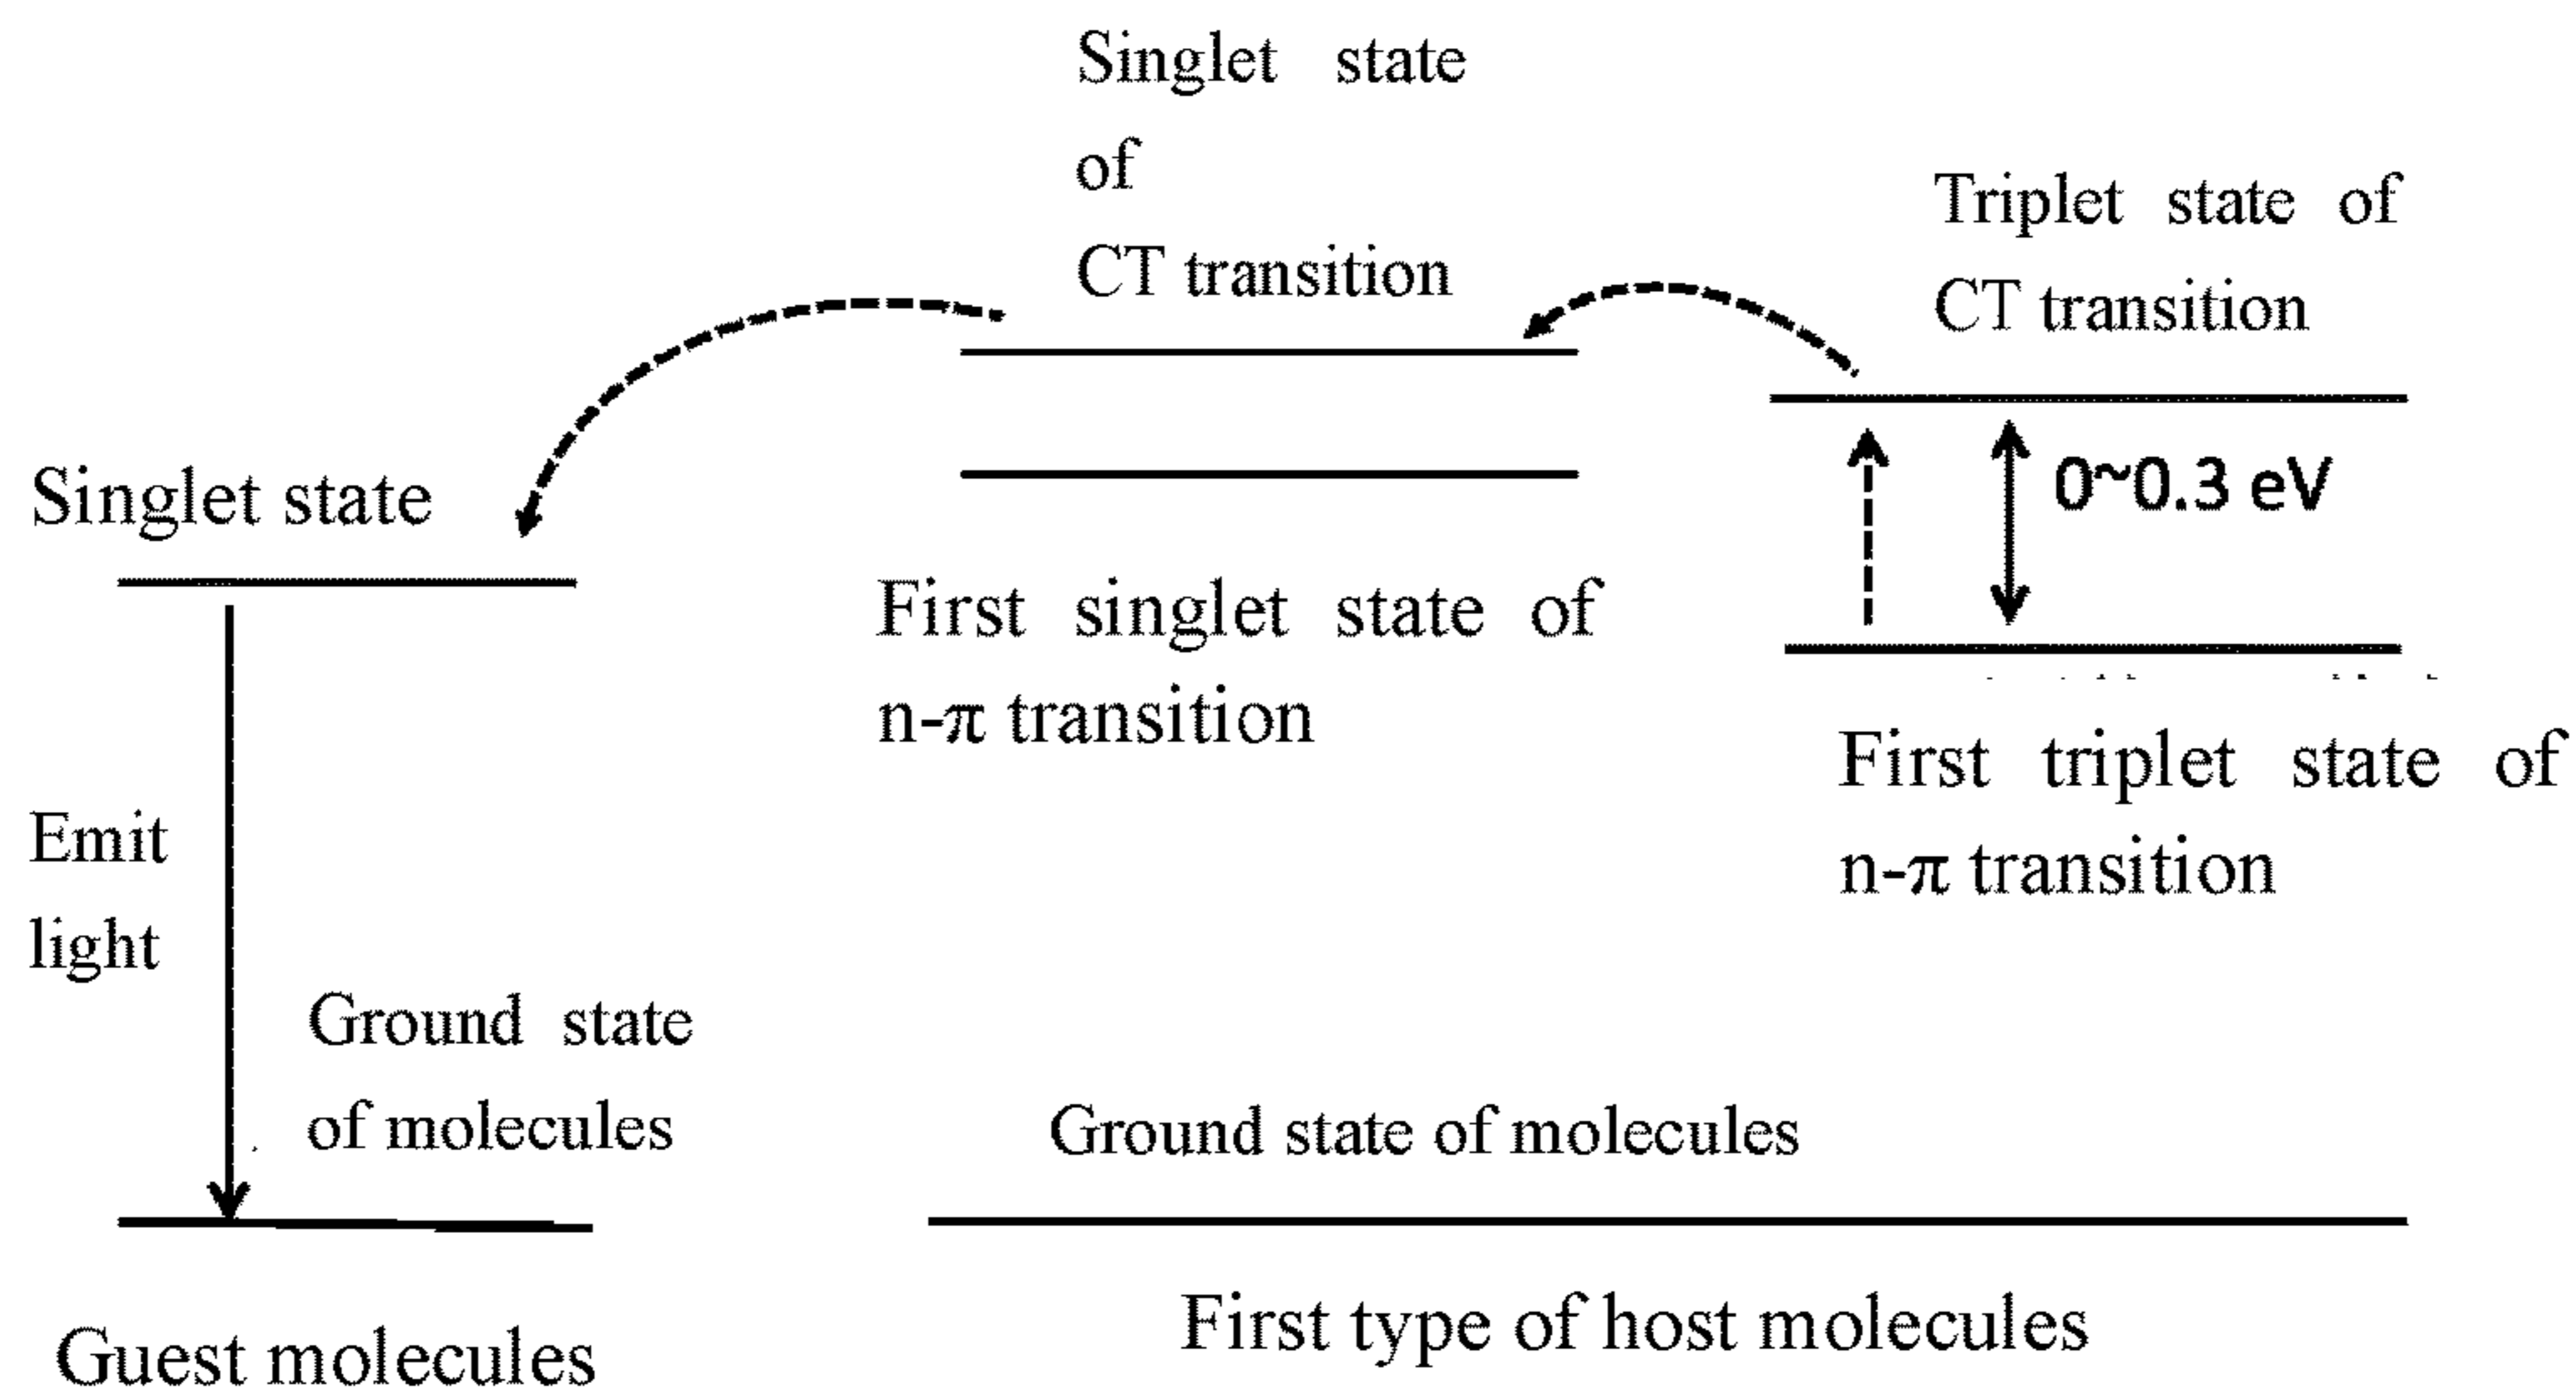 Singlet state
of
CT transition
Triplet state of
CT transition
Singlet state
0~0.3 eV
First singlet state of
n-π transition
First triplet state of
n-π transition
Emit
light
Ground state
of molecules
Ground state of molecules
First type of host molecules
Guest molecules